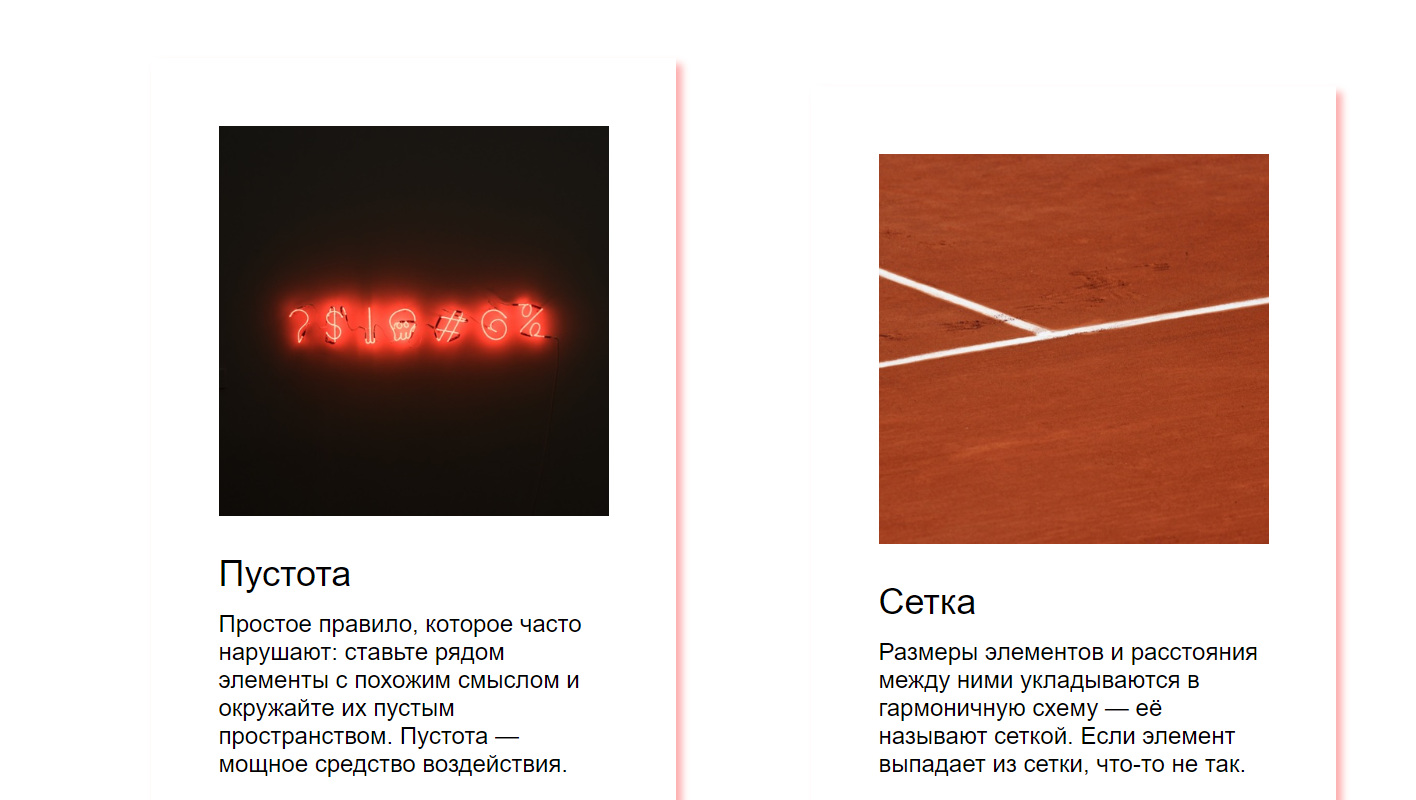 ?$!☠#@%
Пустота
Простое правило, которое часто
нарушают: ставьте рядом
элементы с похожим смыслом и
окружайте их пустым
пространством. Пустота —
мощное средство воздействия.
Сетка
Размеры элементов и расстояния
между ними укладываются в
гармоничную схему — её
называют сеткой. Если элемент
выпадает из сетки, что-то не так.